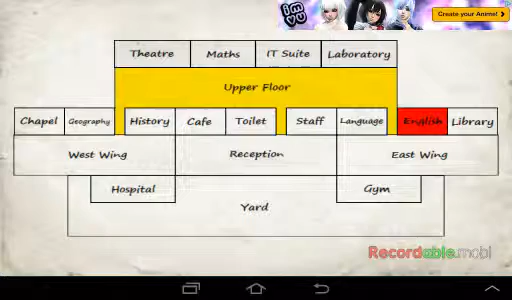 imvu
Create your Anime!
Theatre Maths IT Suite Laboratory
Upper Floor
Chapel Geography History Cafe Toilet Staff Language English Library
West Wing Reception East Wing
Hospital Gym
Yard
Recordable.mobi